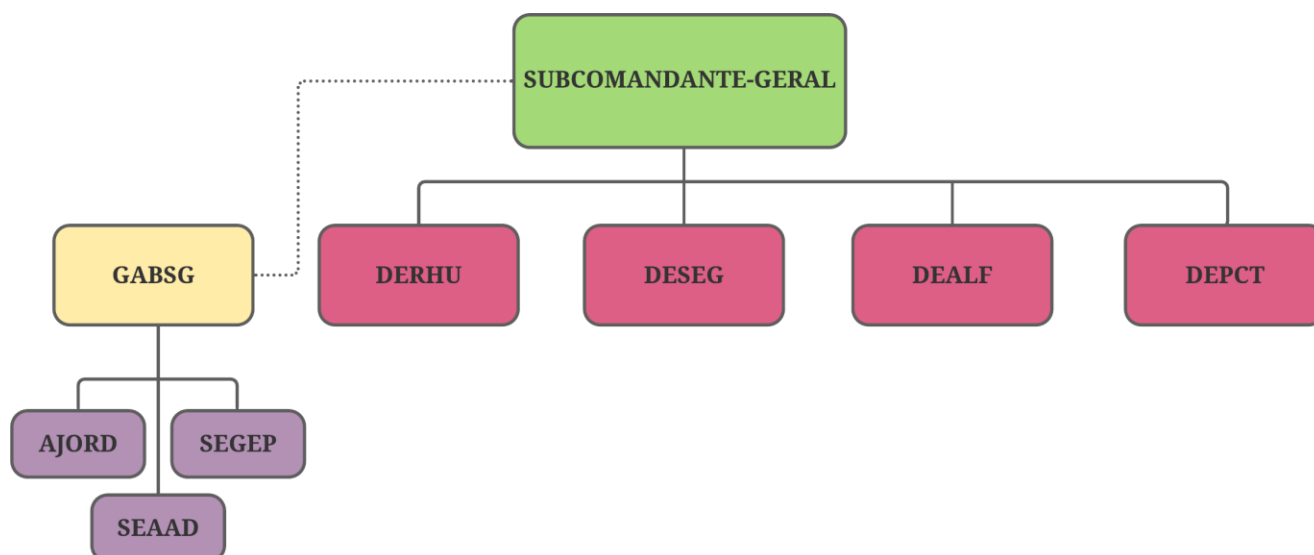 SUBCOMANDANTE-GERAL
GABSG
DERHU
DESEG
DEALF
DEPCT
AJORD
SEGEP
SEAAD